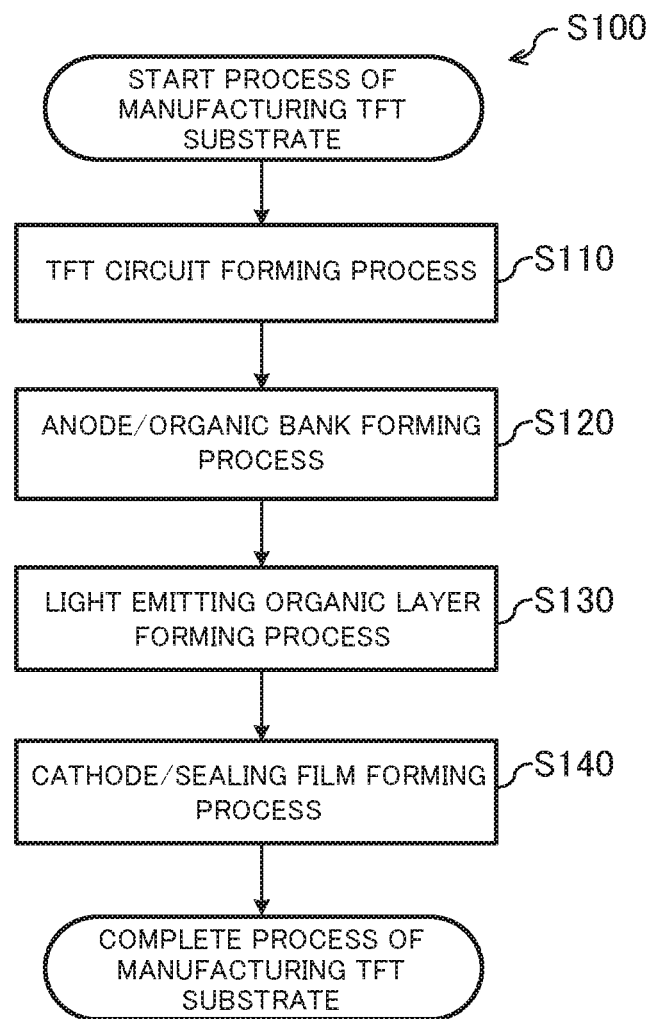 S100
START PROCESS OF
MANUFACTURING TFT
SUBSTRATE
TFT CIRCUIT FORMING PROCESS
S110
ANODE/ORGANIC BANK FORMING
PROCESS
S120
LIGHT EMITTING ORGANIC LAYER
FORMING PROCESS
S130
CATHODE/SEALING FILM FORMING
PROCESS
S140
COMPLETE PROCESS OF
MANUFACTURING TFT
SUBSTRATE